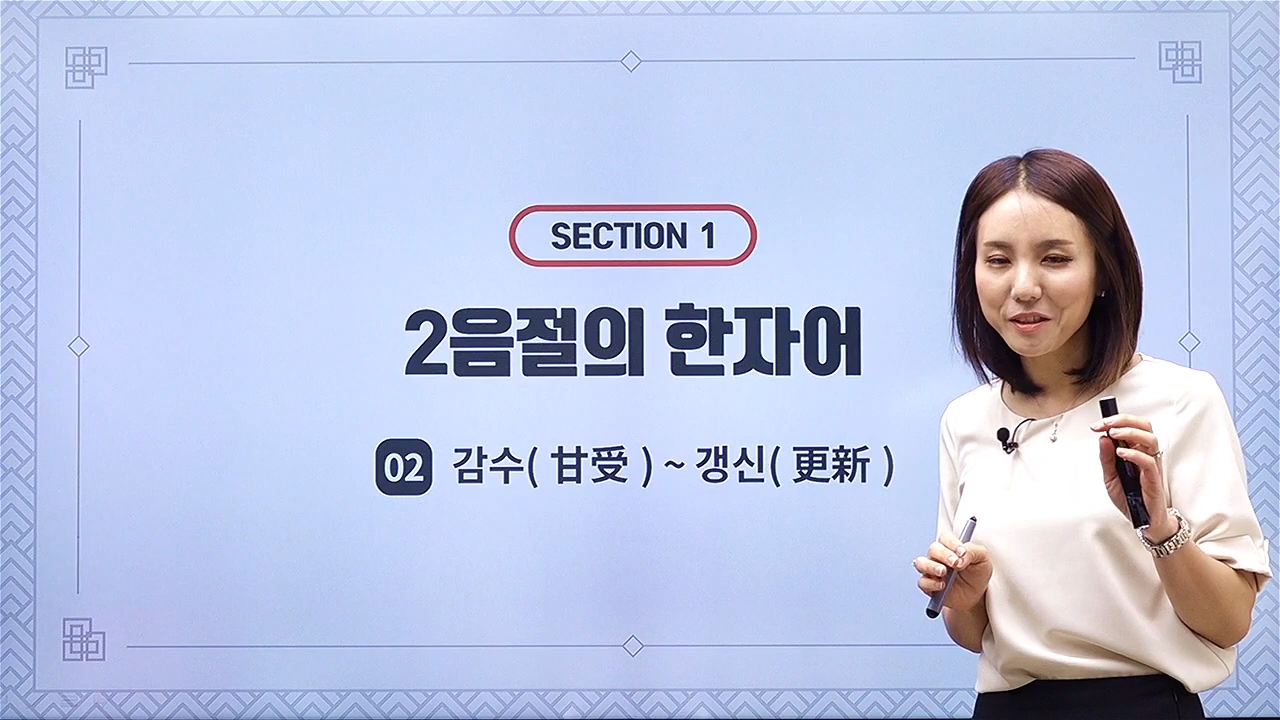 SECTION 1
2음절의 한자어
02 감수( 甘受 ) ~ 갱신( 更新 )